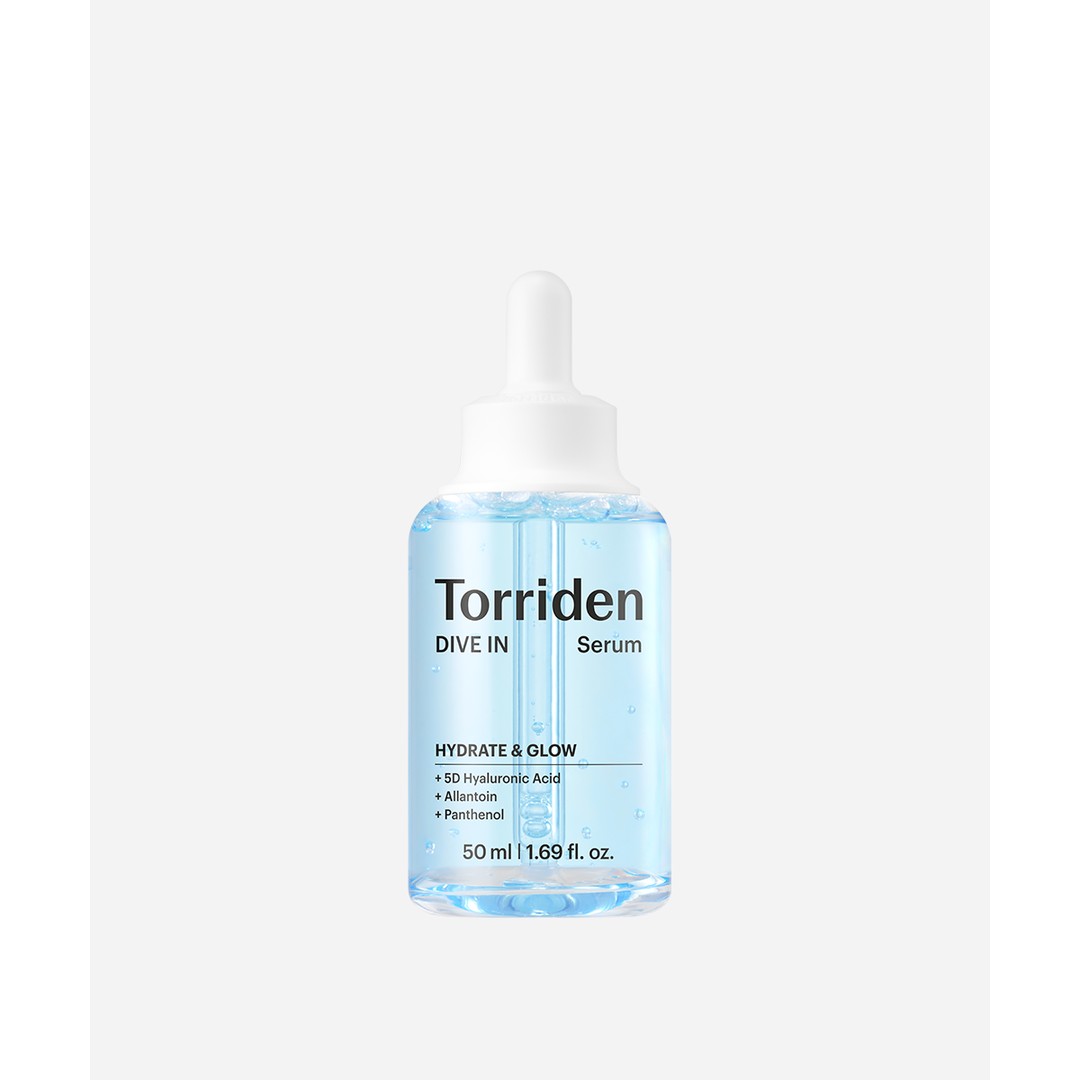 Torriden
DIVE IN Serum
HYDRATE & GLOW
+ 5D Hyaluronic Acid
+ Allantoin
+ Panthenol
50 ml | 1.69 fl. oz.